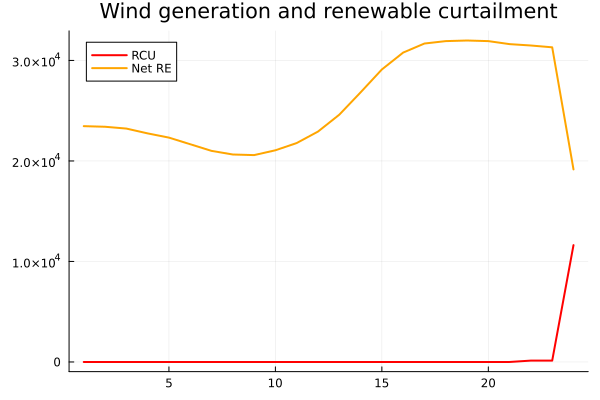 Wind generation and renewable curtailment
RCU
Net RE
3.0×10⁴
2.0×10⁴
1.0×10⁴
0
5
10
15
20